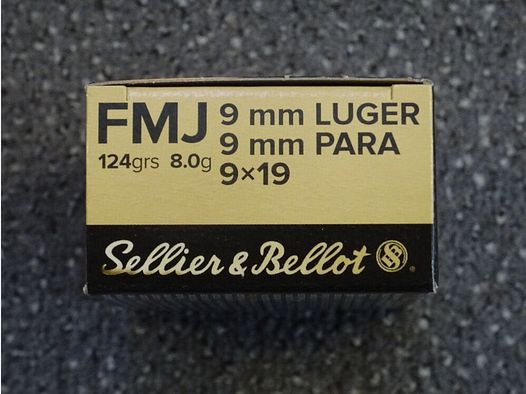 FMJ
124grs 8.0g
9 mm LUGER
9 mm PARA
9×19
Sellier & Bellot